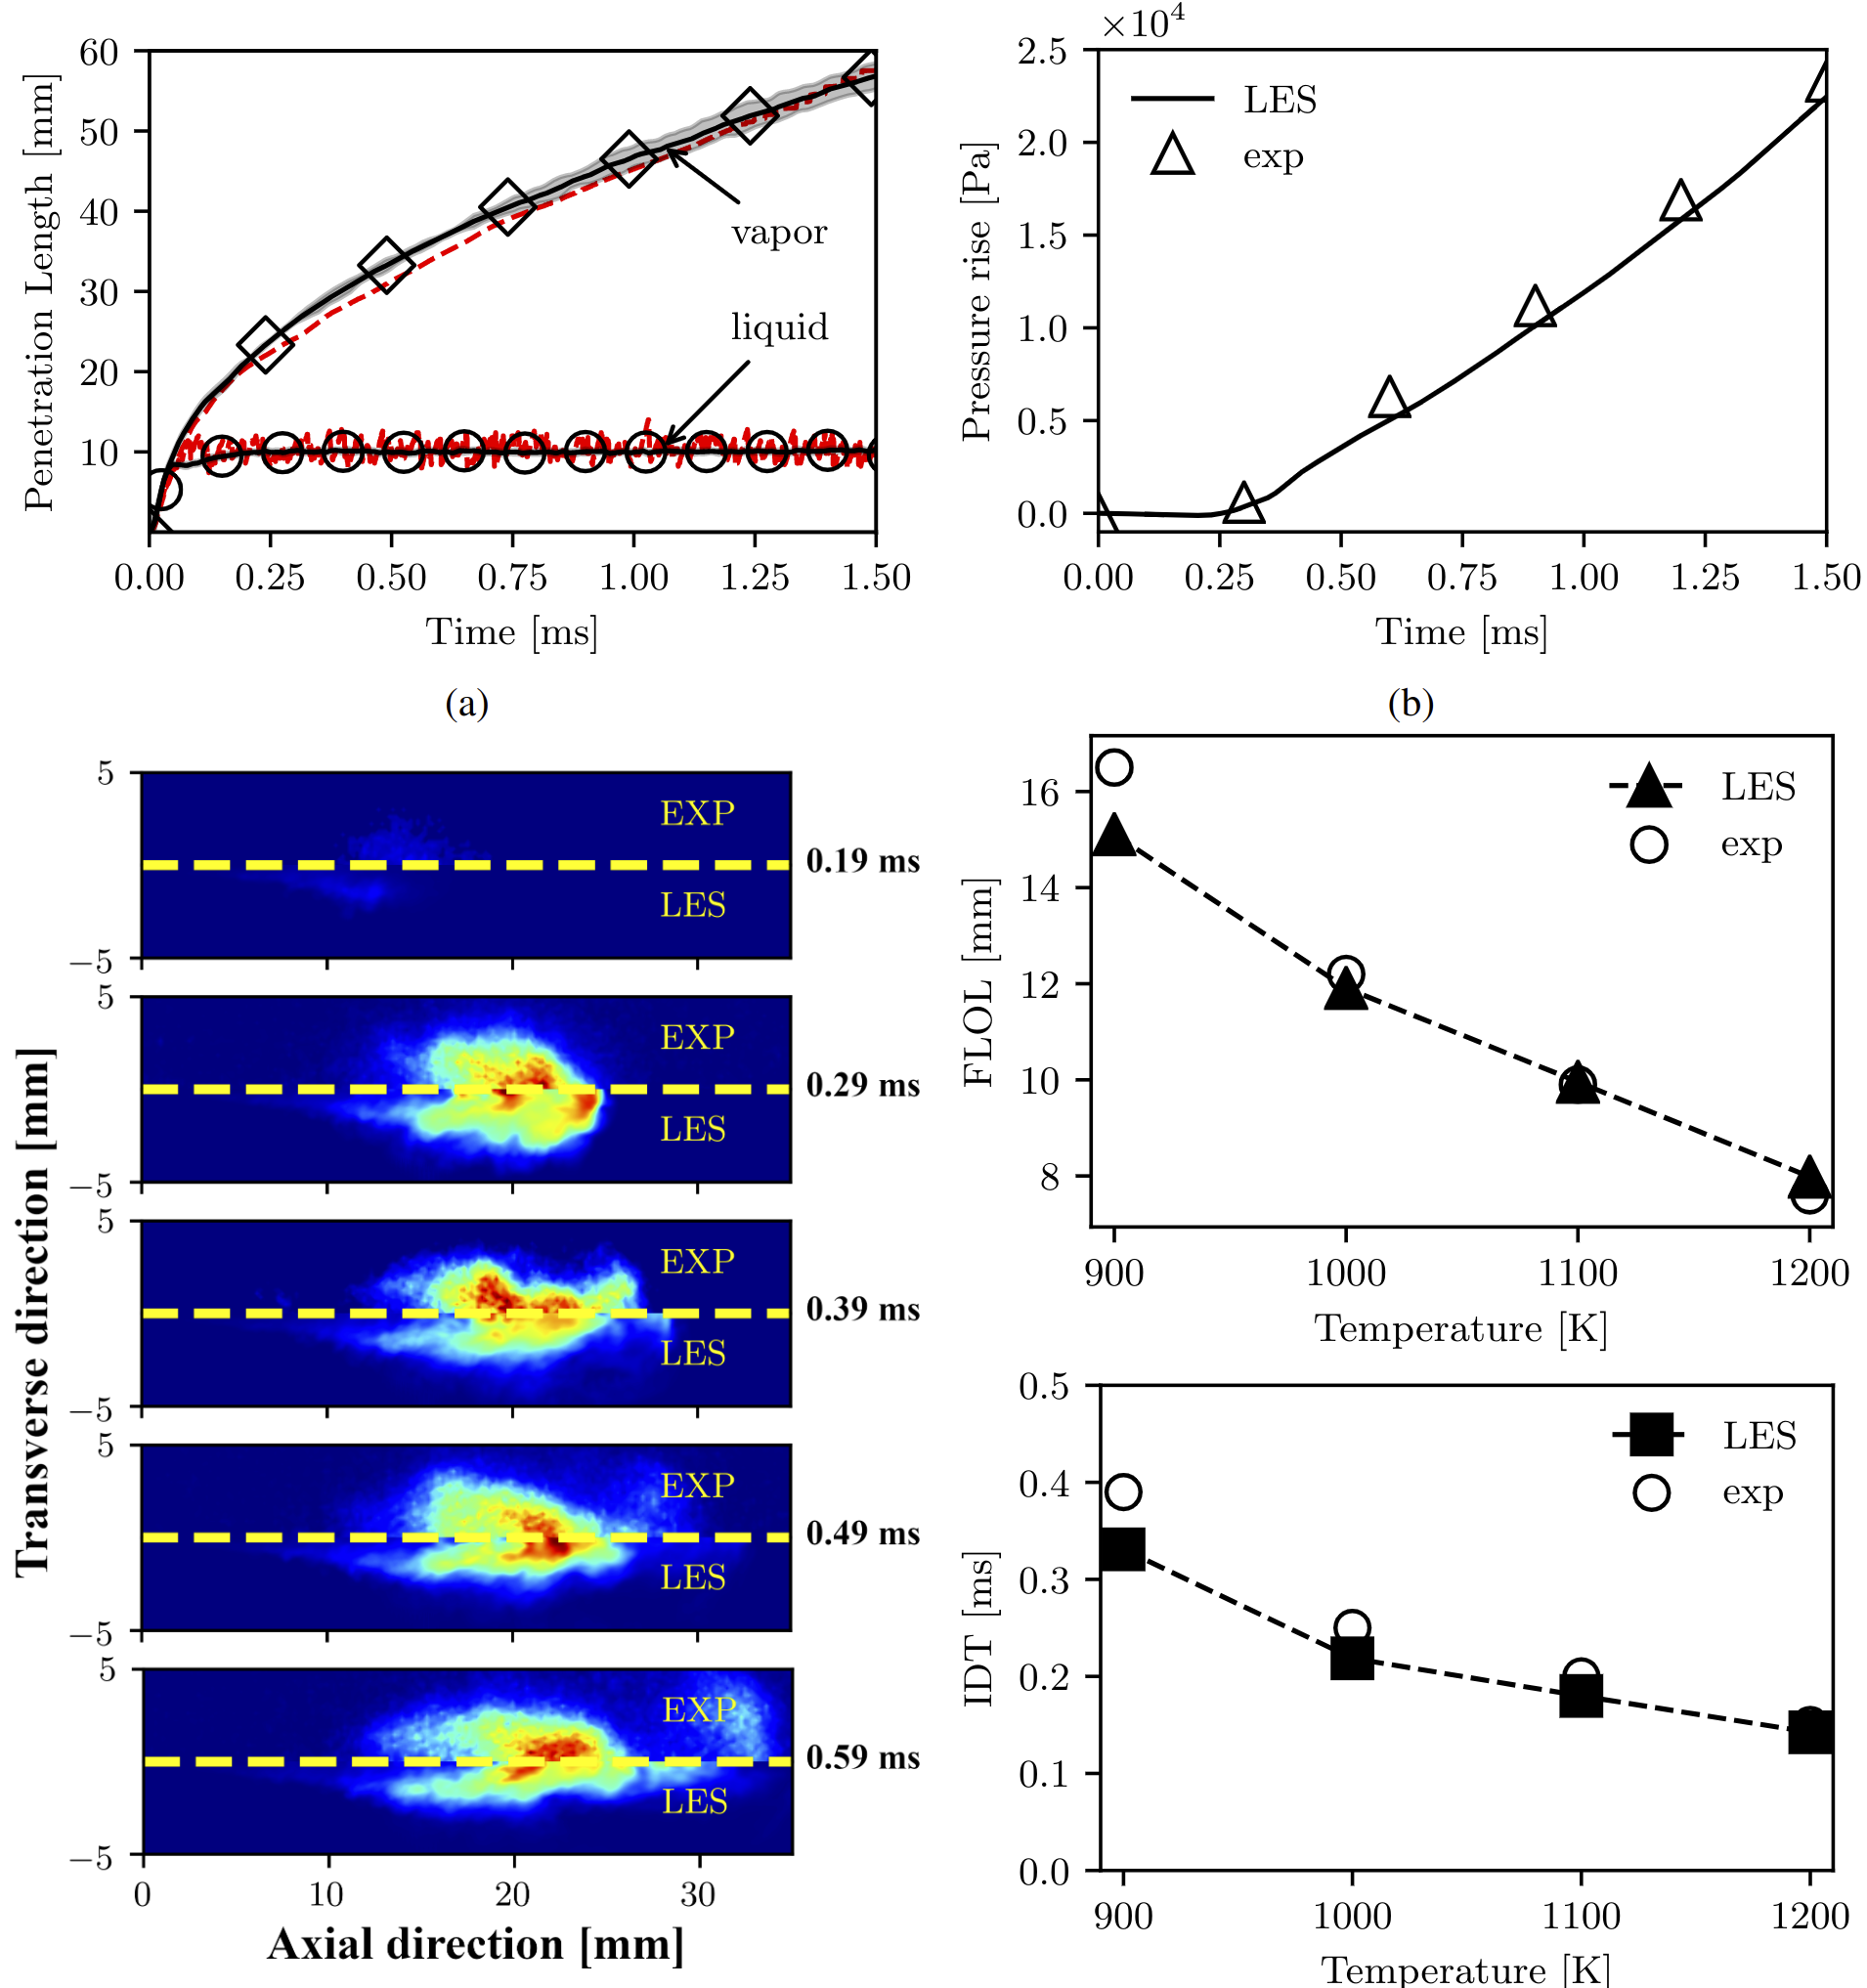 60
50
40
30
20
10
Penetration Length [mm]
vapor
liquid
0.00 0.25 0.50 0.75 1.00 1.25 1.50
Time [ms]
(a)
×10⁴
2.5
2.0
1.5
1.0
0.5
0.0
Pressure rise [Pa]
LES
exp
0.00 0.25 0.50 0.75 1.00 1.25 1.50
Time [ms]
(b)
Transverse direction [mm]
5
EXP
0.19 ms
LES
−5
5
EXP
0.29 ms
LES
−5
5
EXP
0.39 ms
LES
−5
5
EXP
0.49 ms
LES
−5
5
EXP
0.59 ms
LES
−5
0 10 20 30
Axial direction [mm]
16
14
12
10
8
FLOL [mm]
LES
exp
900 1000 1100 1200
Temperature [K]
0.5
0.4
0.3
0.2
0.1
0.0
IDT [ms]
LES
exp
900 1000 1100 1200
Temperature [K]